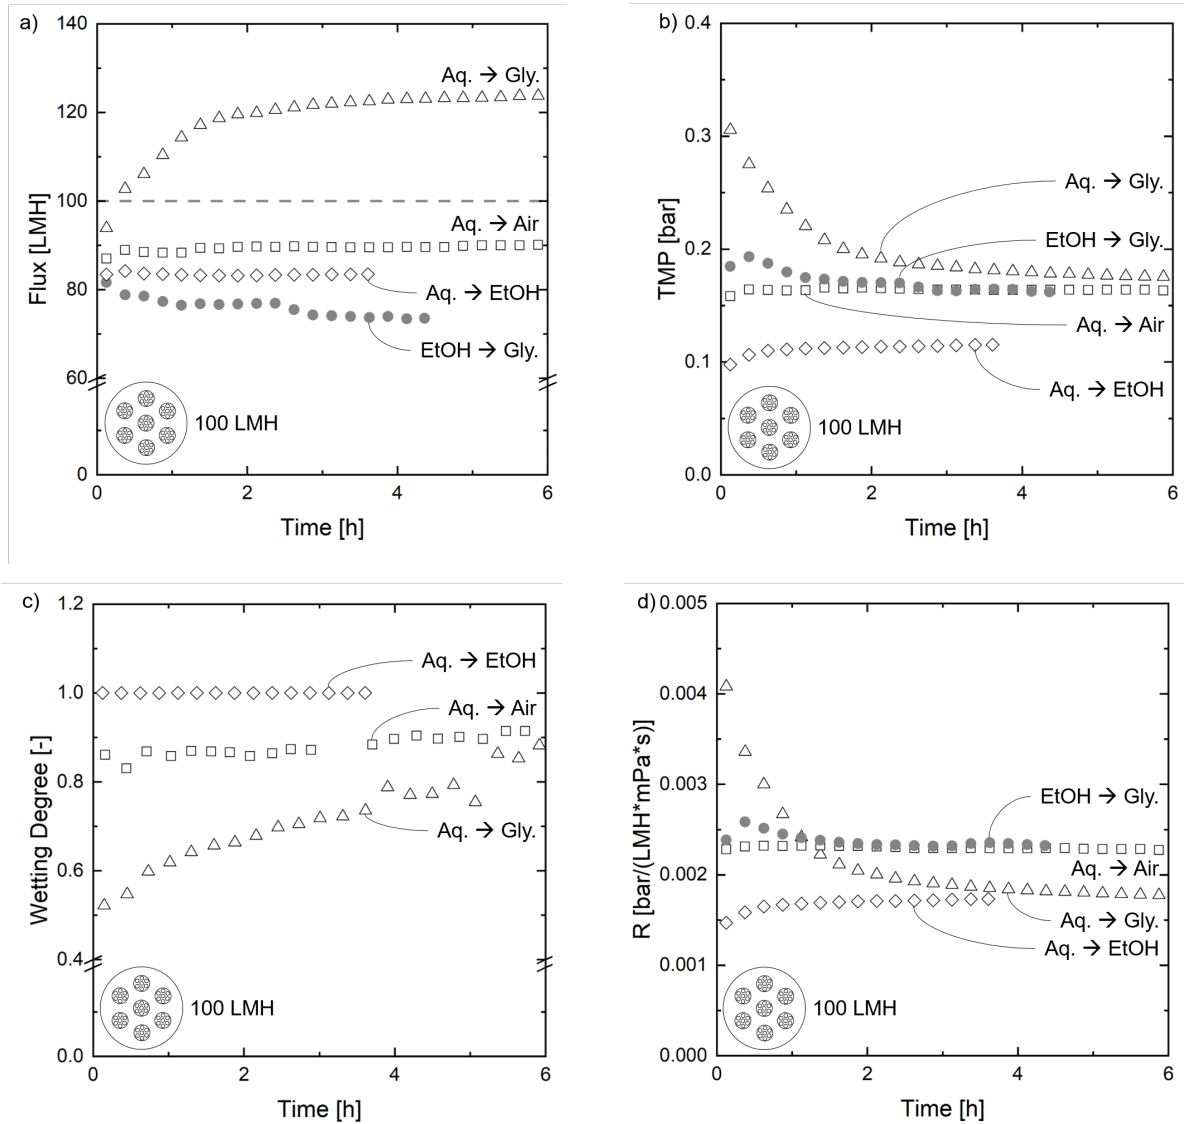 a)
140
120
100
80
60
0
Flux [LMH]
Aq. → Gly.
Aq. → Air
Aq. → EtOH
EtOH → Gly.
100 LMH
0 2 4 6
Time [h]
b)
0.4
0.3
0.2
0.1
0.0
TMP [bar]
Aq. → Gly.
EtOH → Gly.
Aq. → Air
Aq. → EtOH
100 LMH
0 2 4 6
Time [h]
c)
1.2
1.0
0.8
0.6
0.4
0.0
Wetting Degree [-]
Aq. → EtOH
Aq. → Air
Aq. → Gly.
100 LMH
0 2 4 6
Time [h]
d)
0.005
0.004
0.003
0.002
0.001
0.000
R [bar/(LMH*mPa*s)]
EtOH → Gly.
Aq. → Air
Aq. → Gly.
Aq. → EtOH
100 LMH
0 2 4 6
Time [h]